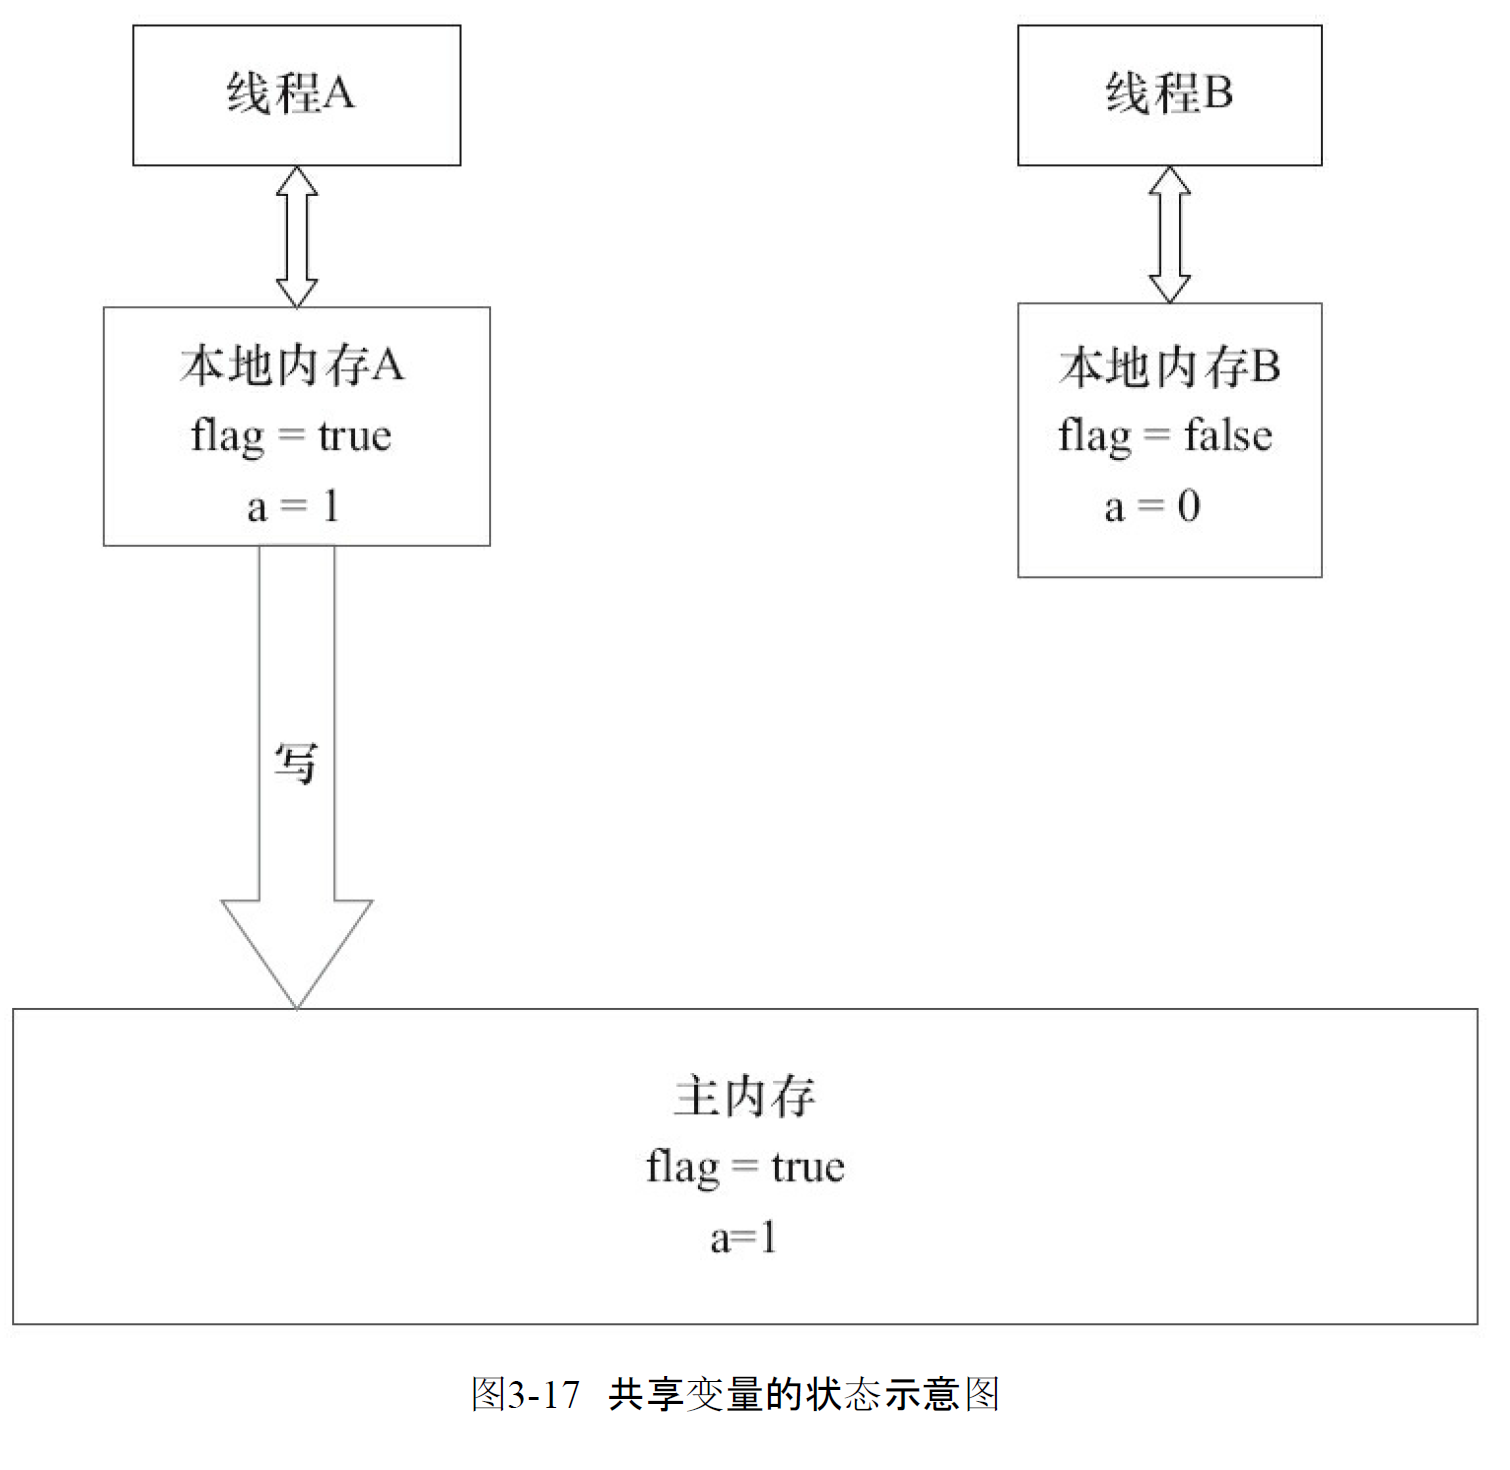 线程A
线程B
本地内存A
flag = true
a = 1
本地内存B
flag = false
a = 0
写
主内存
flag = true
a=1
图3-17 共享变量的状态示意图